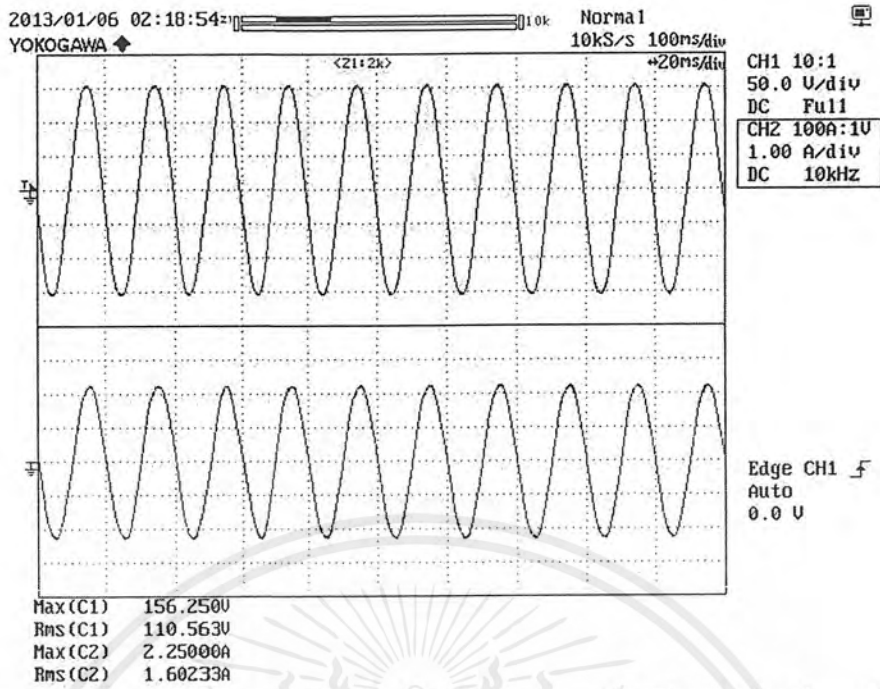 2013/01/06 02:18:54 10k Normal
YOKOGAWA 10kS/s 100ms/div
<Z1:2k> 20ms/div
CH1 10:1
50.0 V/div
DC Full
CH2 100A:1V
1.00 A/div
DC 10kHz
Edge CH1
Auto
0.0 V
Max(C1) 156.250V
Rms(C1) 110.563V
Max(C2) 2.25000A
Rms(C2) 1.60233A